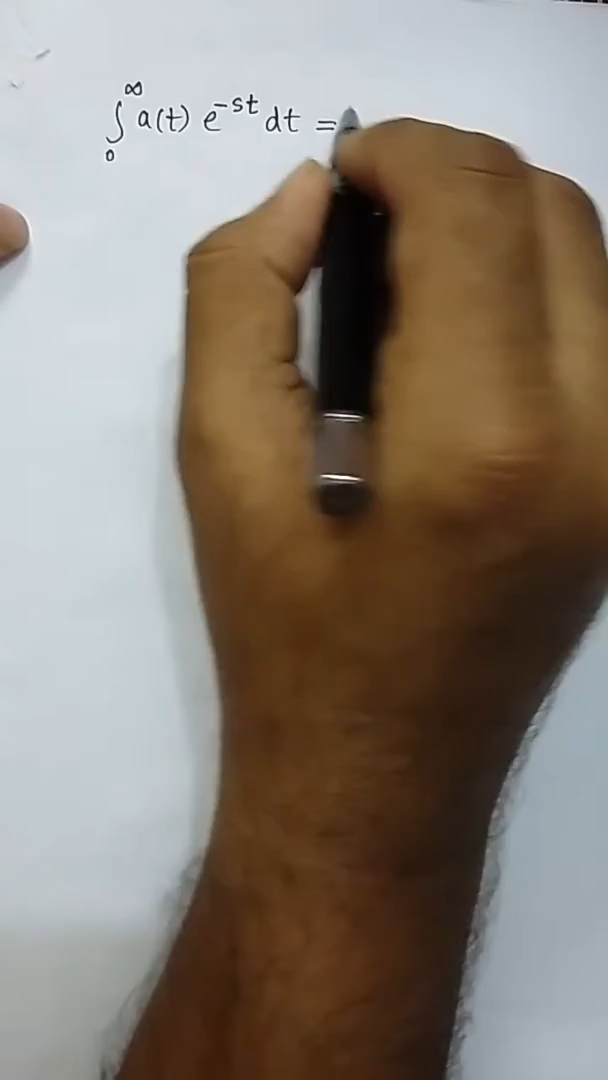 ∫₀^∞ a(t) e^{-st} dt =